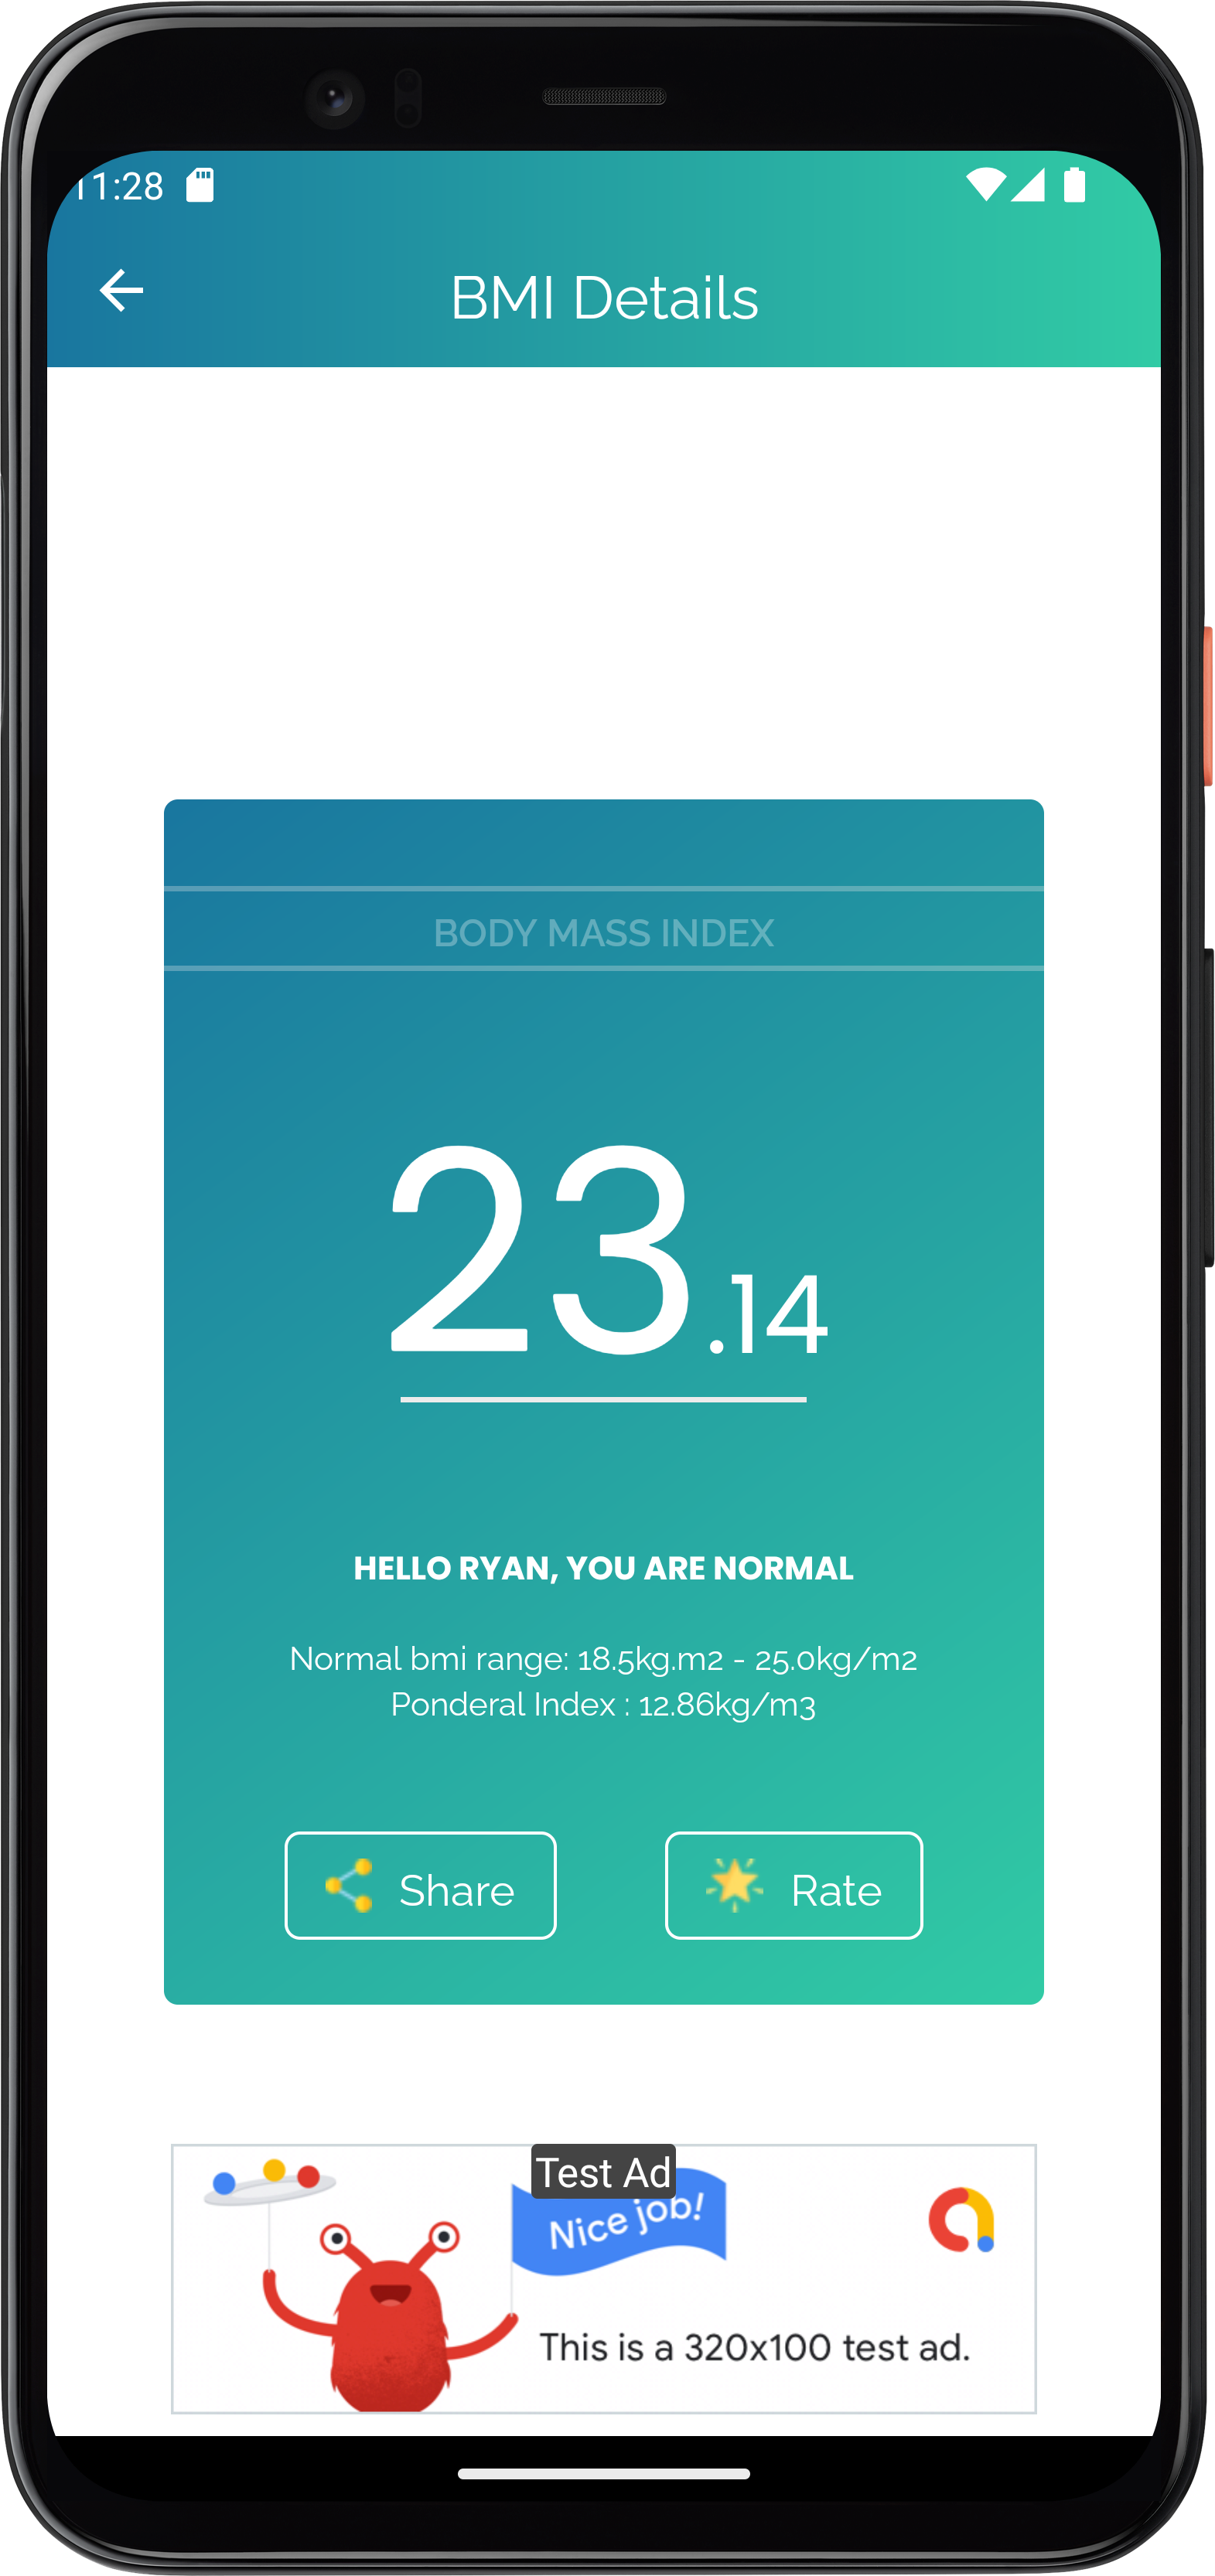 11:28
BMI Details
BODY MASS INDEX
23.14
HELLO RYAN, YOU ARE NORMAL
Normal bmi range: 18.5kg.m2 - 25.0kg/m2
Ponderal Index : 12.86kg/m3
Share
Rate
Test Ad
Nice job!
This is a 320x100 test ad.